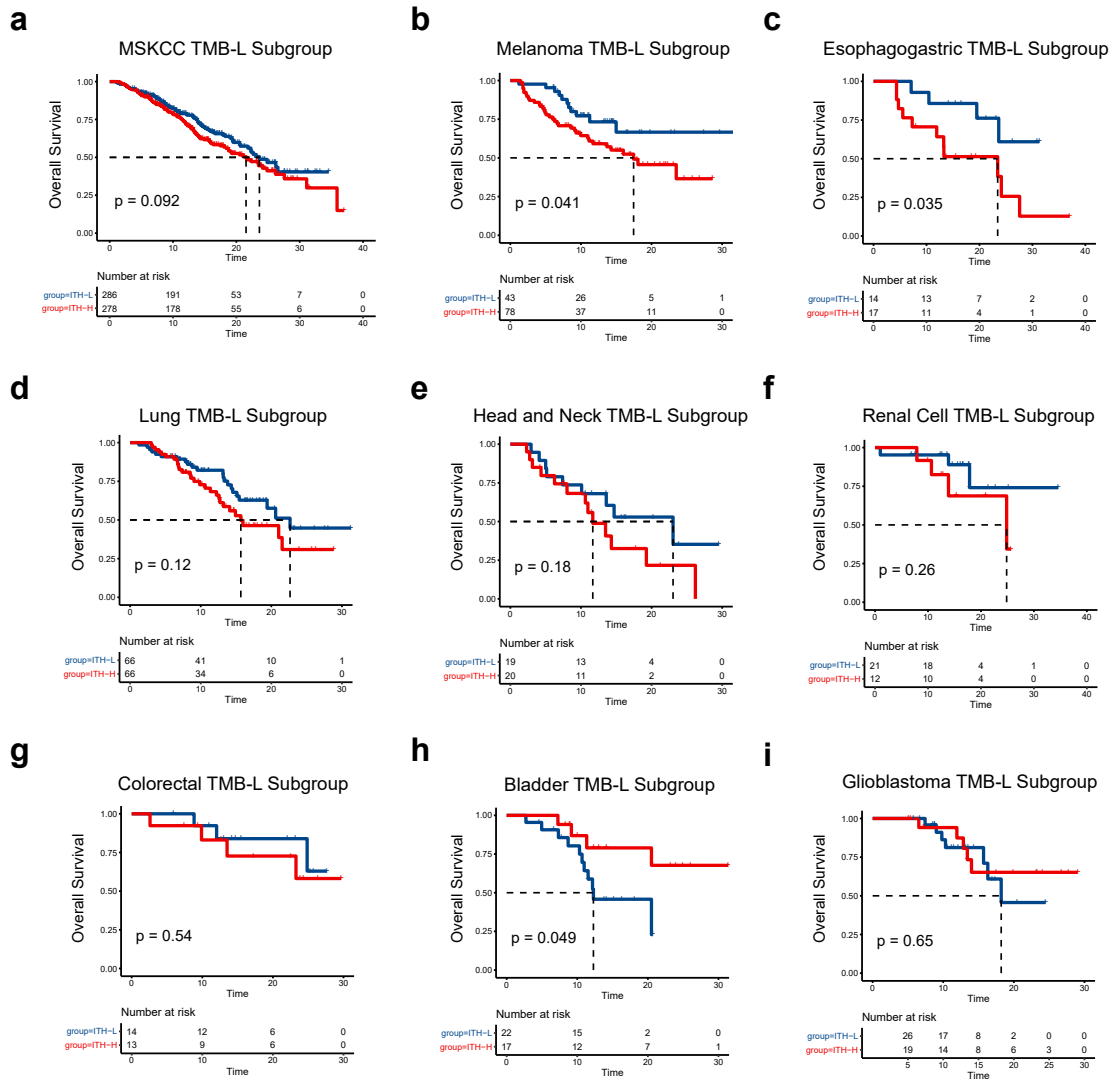 a
MSKCC TMB-L Subgroup
Overall Survival
1.00
0.75
0.50
0.25
0.00
p = 0.092
0 10 20 30 40
Time
Number at risk
group=ITH-L 286 191 53 7 0
group=ITH-H 278 178 55 6 0
0 10 20 30 40
Time
b
Melanoma TMB-L Subgroup
Overall Survival
1.00
0.75
0.50
0.25
0.00
p = 0.041
0 10 20 30
Time
Number at risk
group=ITH-L 43 26 5 1
group=ITH-H 78 37 11 0
0 10 20 30
Time
c
Esophagogastric TMB-L Subgroup
Overall Survival
1.00
0.75
0.50
0.25
0.00
p = 0.035
0 10 20 30 40
Time
Number at risk
group=ITH-L 14 13 7 2 0
group=ITH-H 17 11 4 1 0
0 10 20 30 40
Time
d
Lung TMB-L Subgroup
Overall Survival
1.00
0.75
0.50
0.25
0.00
p = 0.12
0 10 20 30
Time
Number at risk
group=ITH-L 66 41 10 1
group=ITH-H 66 34 6 0
0 10 20 30
Time
e
Head and Neck TMB-L Subgroup
Overall Survival
1.00
0.75
0.50
0.25
0.00
p = 0.18
0 10 20 30
Time
Number at risk
group=ITH-L 19 13 4 0
group=ITH-H 20 11 2 0
0 10 20 30
Time
f
Renal Cell TMB-L Subgroup
Overall Survival
1.00
0.75
0.50
0.25
0.00
p = 0.26
0 10 20 30 40
Time
Number at risk
group=ITH-L 21 18 4 1 0
group=ITH-H 12 10 4 0 0
0 10 20 30 40
Time
g
Colorectal TMB-L Subgroup
Overall Survival
1.00
0.75
0.50
0.25
0.00
p = 0.54
0 10 20 30
Time
Number at risk
group=ITH-L 14 12 6 0
group=ITH-H 13 9 6 0
0 10 20 30
Time
h
Bladder TMB-L Subgroup
Overall Survival
1.00
0.75
0.50
0.25
0.00
p = 0.049
0 10 20 30
Time
Number at risk
group=ITH-L 22 15 2 0
group=ITH-H 17 12 7 1
0 10 20 30
Time
i
Glioblastoma TMB-L Subgroup
Overall Survival
1.00
0.75
0.50
0.25
0.00
p = 0.65
0 10 20 30
Time
Number at risk
group=ITH-L 26 17 8 2 0 0
group=ITH-H 19 14 8 6 3 0
5 10 15 20 25 30
Time